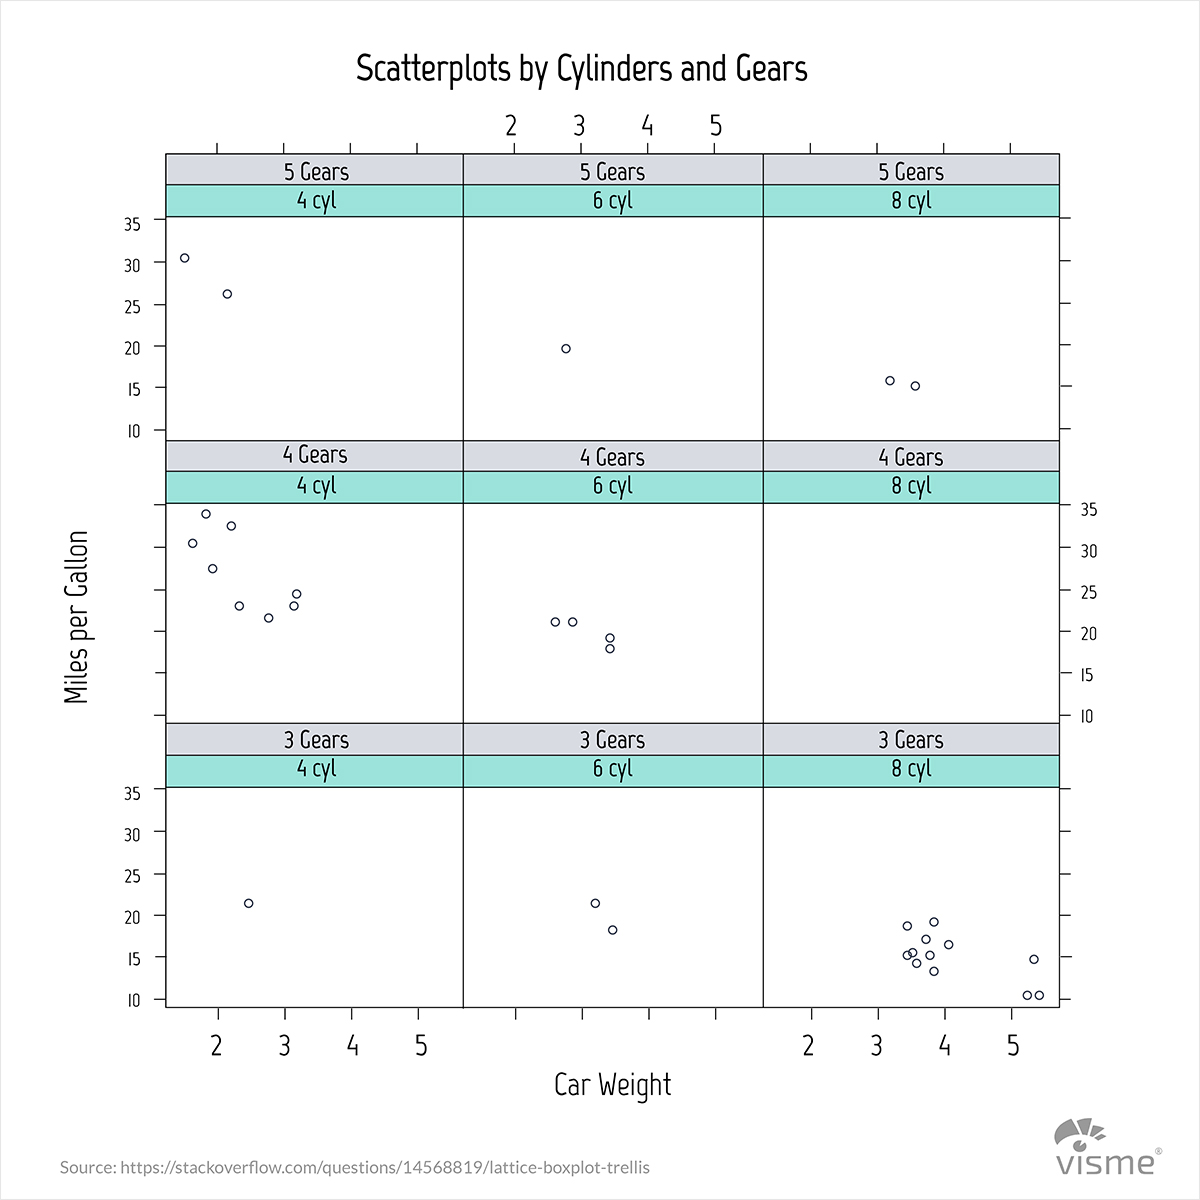 Scatterplots by Cylinders and Gears
2 3 4 5
5 Gears 5 Gears 5 Gears
4 cyl 6 cyl 8 cyl
35
30
25
20
15
10
4 Gears 4 Gears 4 Gears
4 cyl 6 cyl 8 cyl
35
30
25
20
15
10
Miles per Gallon
3 Gears 3 Gears 3 Gears
4 cyl 6 cyl 8 cyl
35
30
25
20
15
10
2 3 4 5 2 3 4 5
Car Weight
Source: https://stackoverflow.com/questions/14568819/lattice-boxplot-trellis
visme®